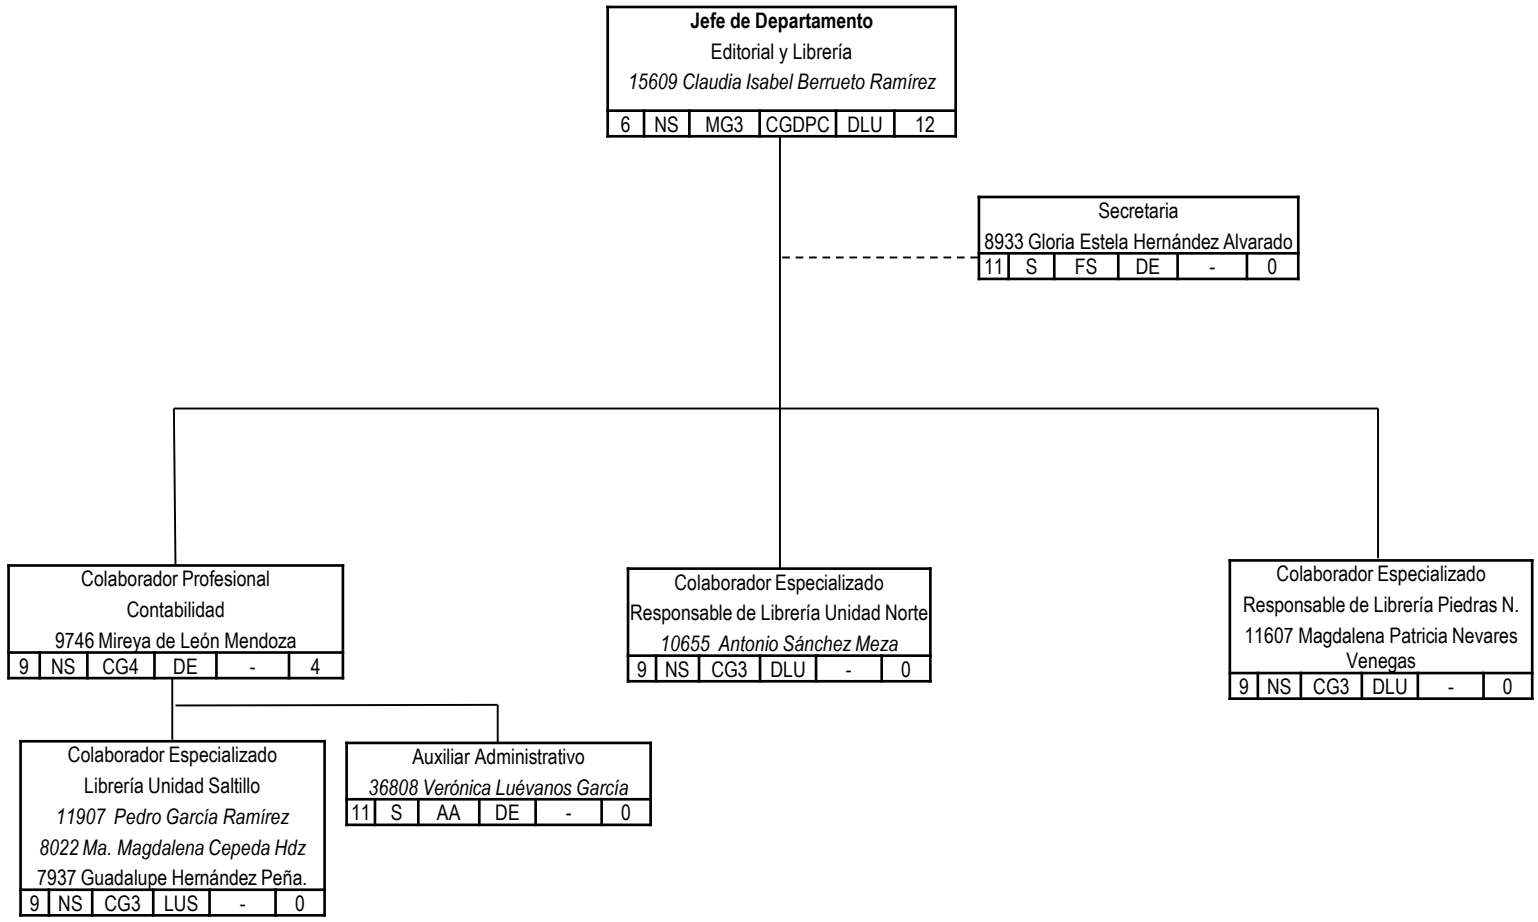 Jefe de Departamento
Editorial y Librería
15609 Claudia Isabel Berrueto Ramírez
6 NS MG3 CGDPC DLU 12
Secretaria
8933 Gloria Estela Hernández Alvarado
11 S FS DE - 0
Colaborador Profesional
Contabilidad
9746 Mireya de León Mendoza
9 NS CG4 DE - 4
Colaborador Especializado
Responsable de Librería Unidad Norte
10655 Antonio Sánchez Meza
9 NS CG3 DLU - 0
Colaborador Especializado
Responsable de Librería Piedras N.
11607 Magdalena Patricia Nevares
Venegas
9 NS CG3 DLU - 0
Colaborador Especializado
Librería Unidad Saltillo
11907 Pedro García Ramírez
8022 Ma. Magdalena Cepeda Hdz
7937 Guadalupe Hernández Peña.
9 NS CG3 LUS - 0
Auxiliar Administrativo
36808 Verónica Luévanos García
11 S AA DE - 0